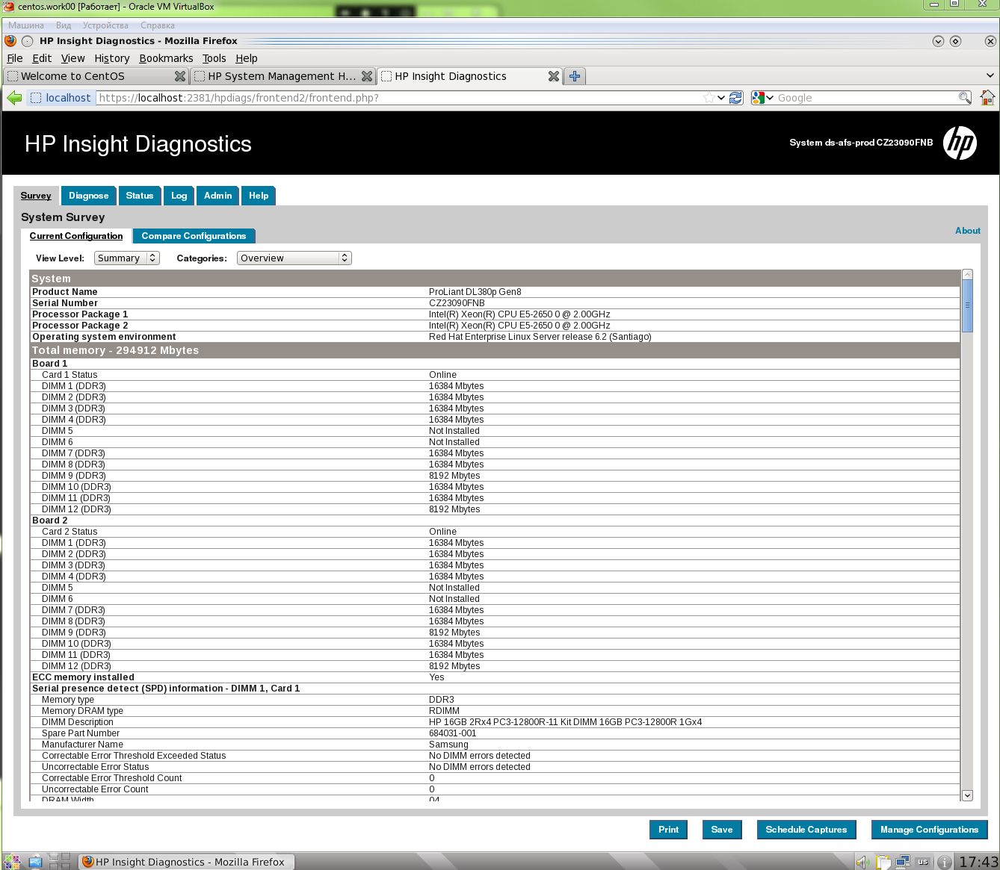 centos.work00 [Работает] - Oracle VM VirtualBox
Машина Вид Устройства Справка
HP Insight Diagnostics - Mozilla Firefox
File Edit View History Bookmarks Tools Help
Welcome to CentOS HP System Management H... HP Insight Diagnostics
localhost https://localhost:2381/hpdiags/frontend2/frontend.php? Google
HP Insight Diagnostics
System ds-afs-prod CZ23090FNB
hp
Survey Diagnose Status Log Admin Help
System Survey
Current Configuration Compare Configurations
About
View Level: Summary Categories: Overview
System
Product Name ProLiant DL380p Gen8
Serial Number CZ23090FNB
Processor Package 1 Intel(R) Xeon(R) CPU E5-2650 0 @ 2.00GHz
Processor Package 2 Intel(R) Xeon(R) CPU E5-2650 0 @ 2.00GHz
Operating system environment Red Hat Enterprise Linux Server release 6.2 (Santiago)
Total memory - 294912 Mbytes
Board 1
Card 1 Status Online
DIMM 1 (DDR3) 16384 Mbytes
DIMM 2 (DDR3) 16384 Mbytes
DIMM 3 (DDR3) 16384 Mbytes
DIMM 4 (DDR3) 16384 Mbytes
DIMM 5 Not Installed
DIMM 6 Not Installed
DIMM 7 (DDR3) 16384 Mbytes
DIMM 8 (DDR3) 16384 Mbytes
DIMM 9 (DDR3) 8192 Mbytes
DIMM 10 (DDR3) 16384 Mbytes
DIMM 11 (DDR3) 16384 Mbytes
DIMM 12 (DDR3) 8192 Mbytes
Board 2
Card 2 Status Online
DIMM 1 (DDR3) 16384 Mbytes
DIMM 2 (DDR3) 16384 Mbytes
DIMM 3 (DDR3) 16384 Mbytes
DIMM 4 (DDR3) 16384 Mbytes
DIMM 5 Not Installed
DIMM 6 Not Installed
DIMM 7 (DDR3) 16384 Mbytes
DIMM 8 (DDR3) 16384 Mbytes
DIMM 9 (DDR3) 8192 Mbytes
DIMM 10 (DDR3) 16384 Mbytes
DIMM 11 (DDR3) 16384 Mbytes
DIMM 12 (DDR3) 8192 Mbytes
ECC memory installed Yes
Serial presence detect (SPD) information - DIMM 1, Card 1
Memory type DDR3
Memory DRAM type RDIMM
DIMM Description HP 16GB 2Rx4 PC3-12800R-11 Kit DIMM 16GB PC3-12800R 1Gx4
Spare Part Number 684031-001
Manufacturer Name Samsung
Correctable Error Threshold Exceeded Status No DIMM errors detected
Uncorrectable Error Status No DIMM errors detected
Correctable Error Threshold Count 0
Uncorrectable Error Count 0
DRAM Width 04
Print Save Schedule Captures Manage Configurations
HP Insight Diagnostics - Mozilla Firefox us 17:43